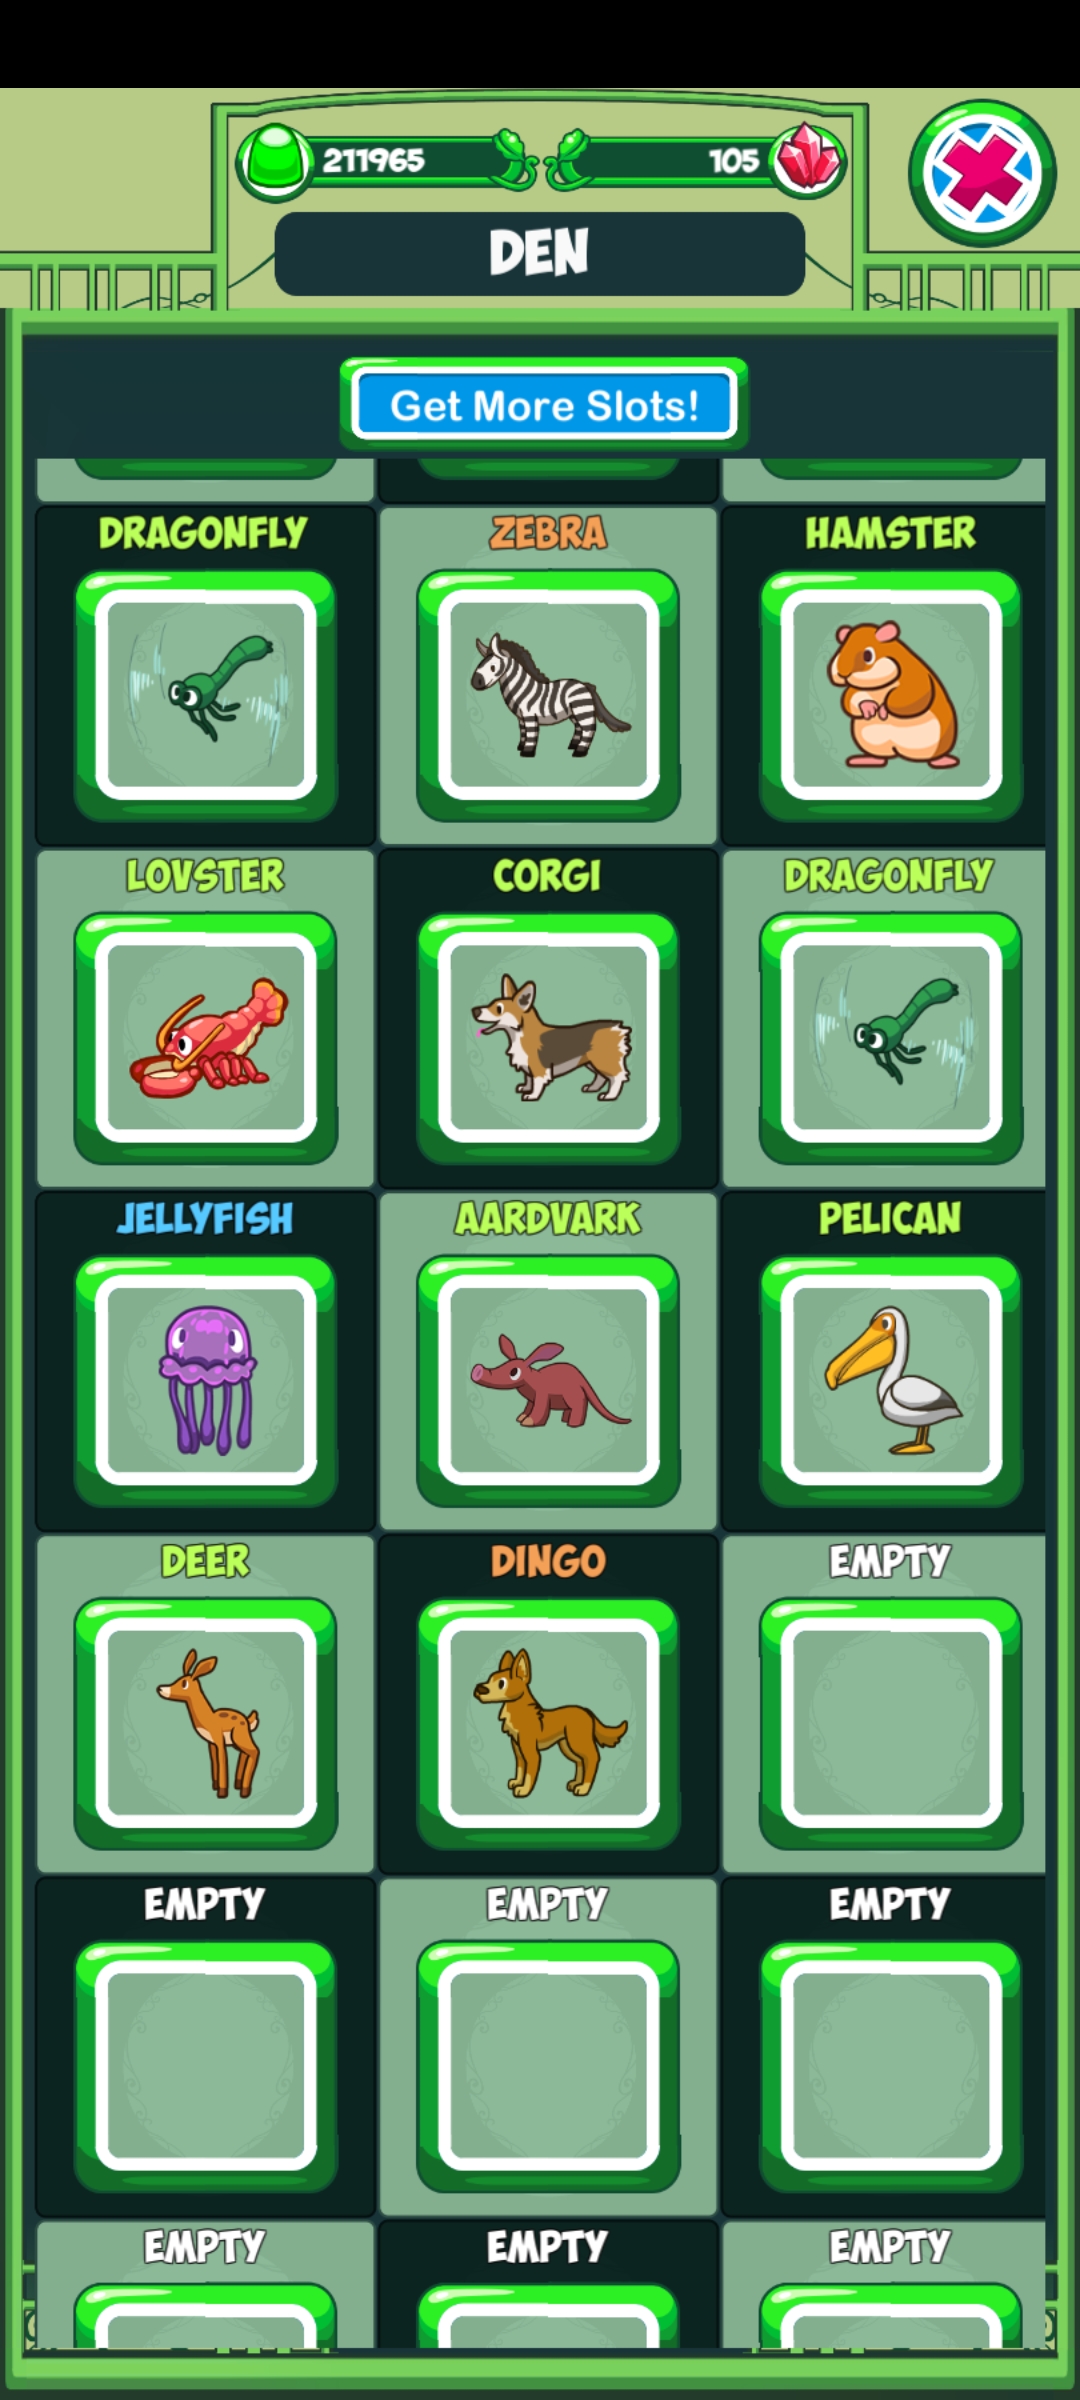 211965 105
DEN
Get More Slots!
DRAGONFLY ZEBRA HAMSTER
LOVSTER CORGI DRAGONFLY
JELLYFISH AARDVARK PELICAN
DEER DINGO EMPTY
EMPTY EMPTY EMPTY
EMPTY EMPTY EMPTY